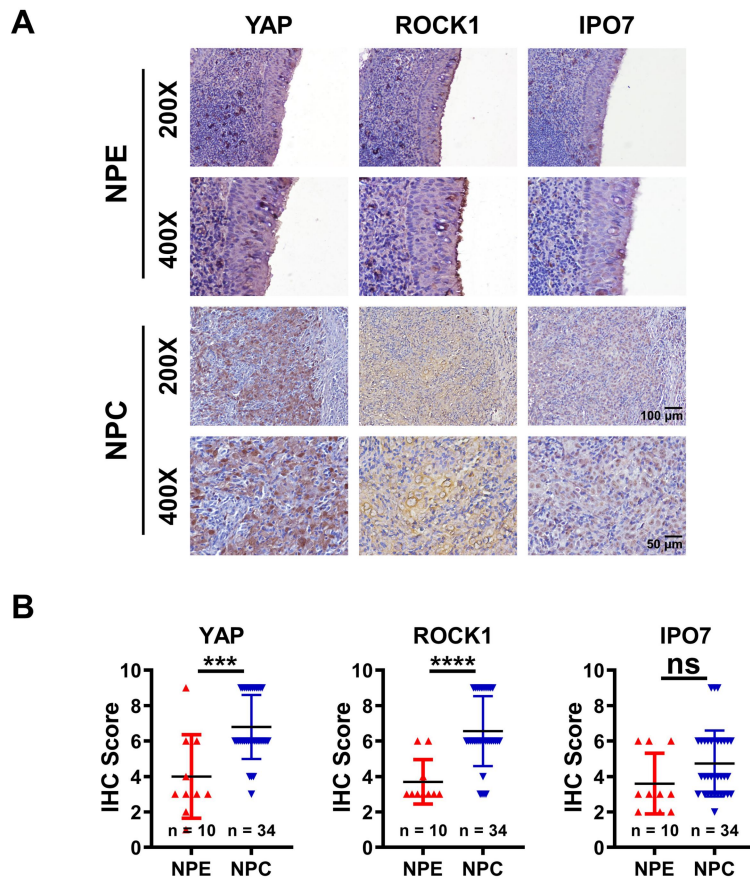 A
YAP ROCK1 IPO7
NPE
200X
400X
NPC
200X
100 µm
400X
50 µm
B
YAP ROCK1 IPO7
*** **** ns
IHC Score
10
8
6
4
2
0
n = 10 n = 34
NPE NPC
IHC Score
10
8
6
4
2
0
n = 10 n = 34
NPE NPC
IHC Score
10
8
6
4
2
0
n = 10 n = 34
NPE NPC